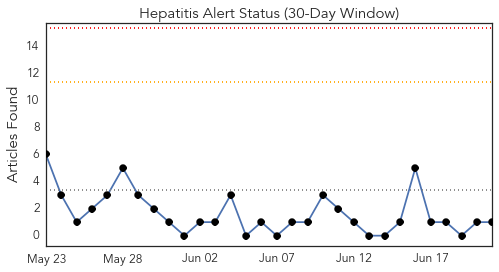 Hepatitis Alert Status (30-Day Window)
Articles Found
14
12
10
8
6
4
2
0
May 23 May 28 Jun 02 Jun 07 Jun 12 Jun 17